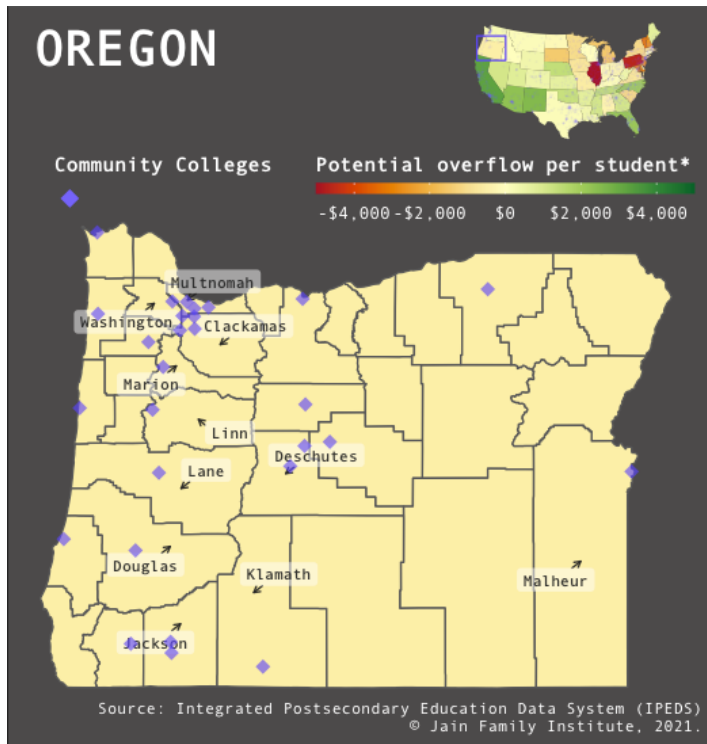 OREGON
Community Colleges
Potential overflow per student*
-$4,000 -$2,000 $0 $2,000 $4,000
Multnomah
Washington
Clackamas
Marion
Linn
Deschutes
Lane
Douglas
Klamath
Malheur
Jackson
Source: Integrated Postsecondary Education Data System (IPEDS)
© Jain Family Institute, 2021.